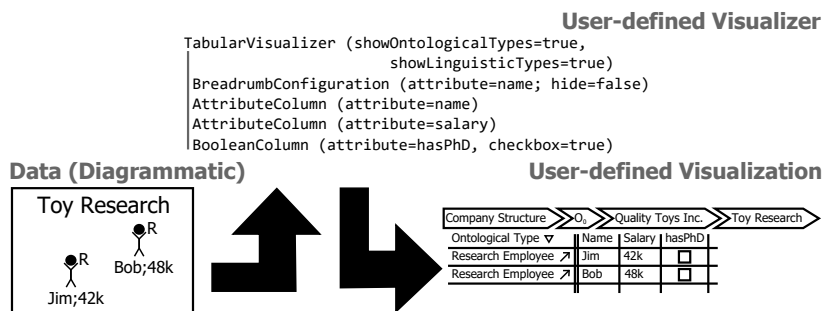 User-defined Visualizer
TabularVisualizer (showOntologicalTypes=true,
showLinguisticTypes=true)
BreadrumbConfiguration (attribute=name; hide=false)
AttributeColumn (attribute=name)
AttributeColumn (attribute=salary)
BooleanColumn (attribute=hasPhD, checkbox=true)
Data (Diagrammatic)
User-defined Visualization
Toy Research
R
Bob;48k
R
Jim;42k
Company Structure O₀ Quality Toys Inc. Toy Research
Ontological Type Name Salary hasPhD
Research Employee Jim 42k
Research Employee Bob 48k